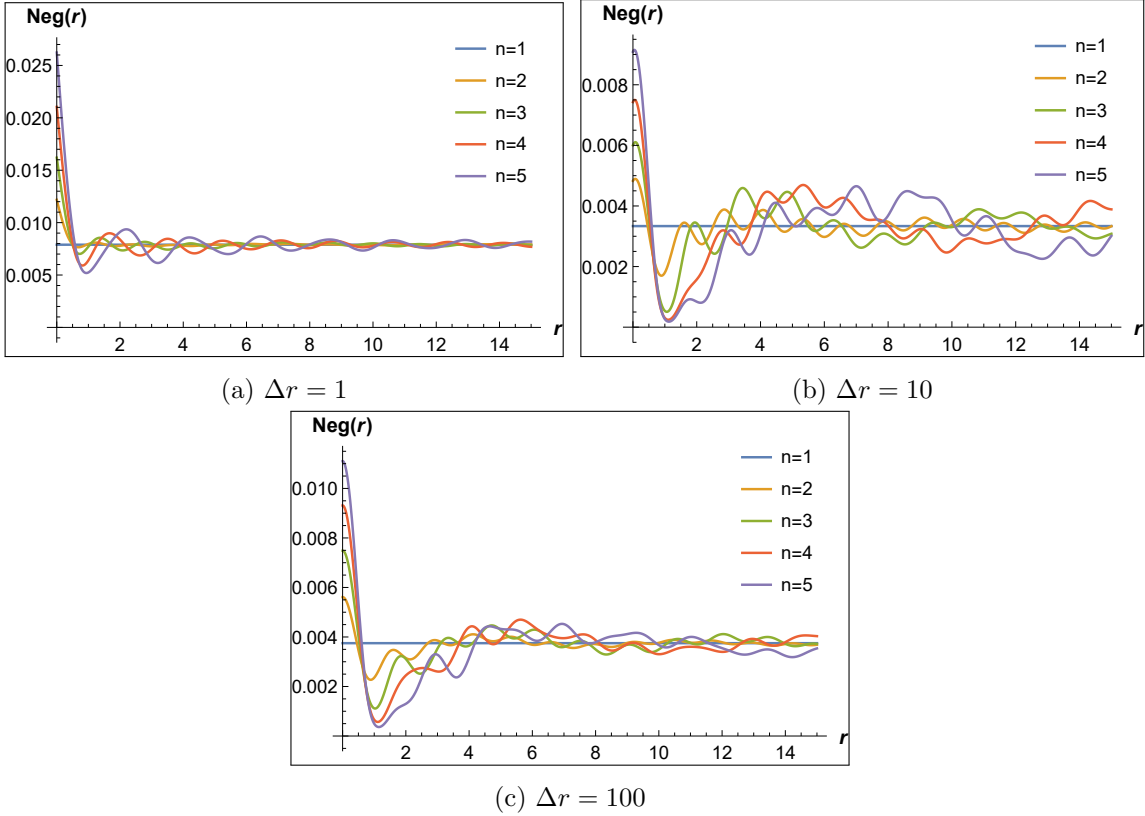 Neg(r)
0.025
0.020
0.015
0.010
0.005
2 4 6 8 10 12 14
r
n=1
n=2
n=3
n=4
n=5
(a) Δr = 1
Neg(r)
0.008
0.006
0.004
0.002
2 4 6 8 10 12 14
r
n=1
n=2
n=3
n=4
n=5
(b) Δr = 10
Neg(r)
0.010
0.008
0.006
0.004
0.002
2 4 6 8 10 12 14
r
n=1
n=2
n=3
n=4
n=5
(c) Δr = 100